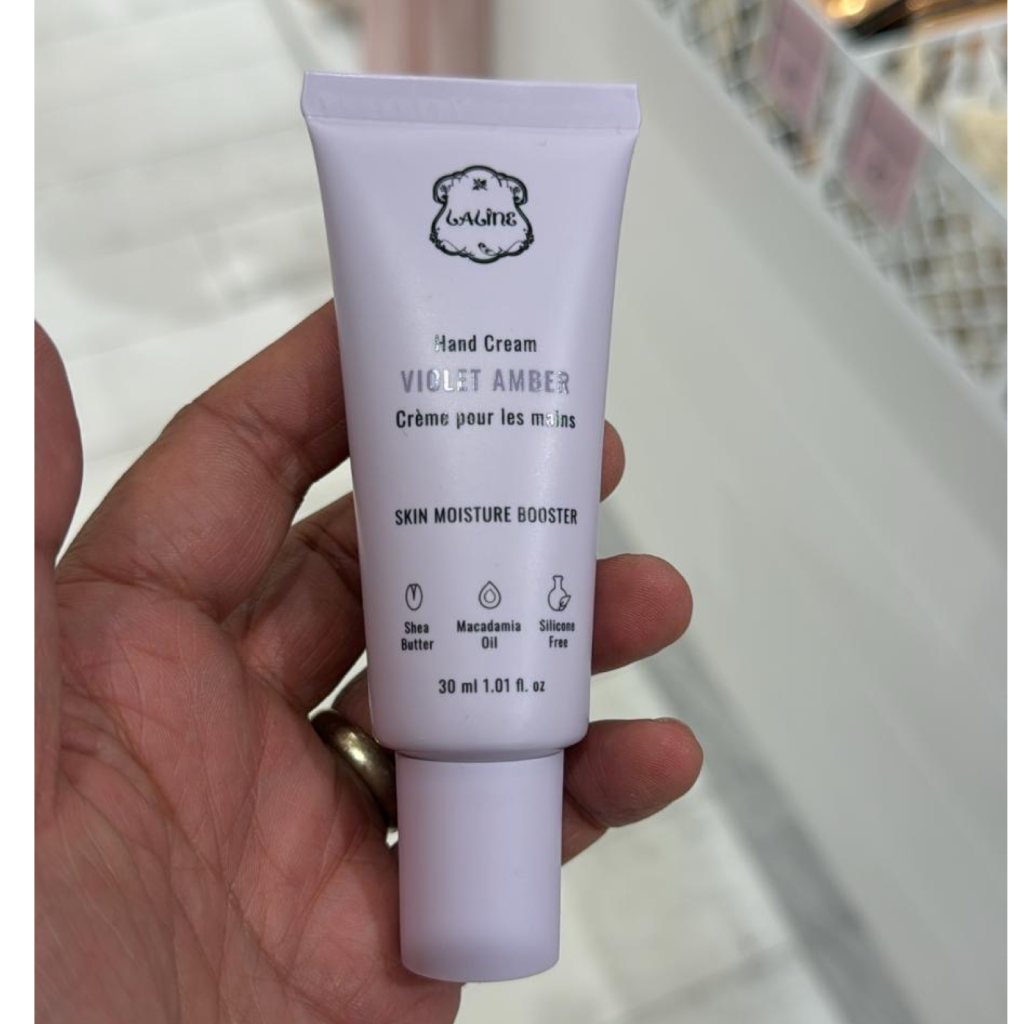 LALINE
Hand Cream
VIOLET AMBER
Crème pour les mains
SKIN MOISTURE BOOSTER
Shea Butter
Macadamia Oil
Silicone Free
30 ml 1.01 fl. oz